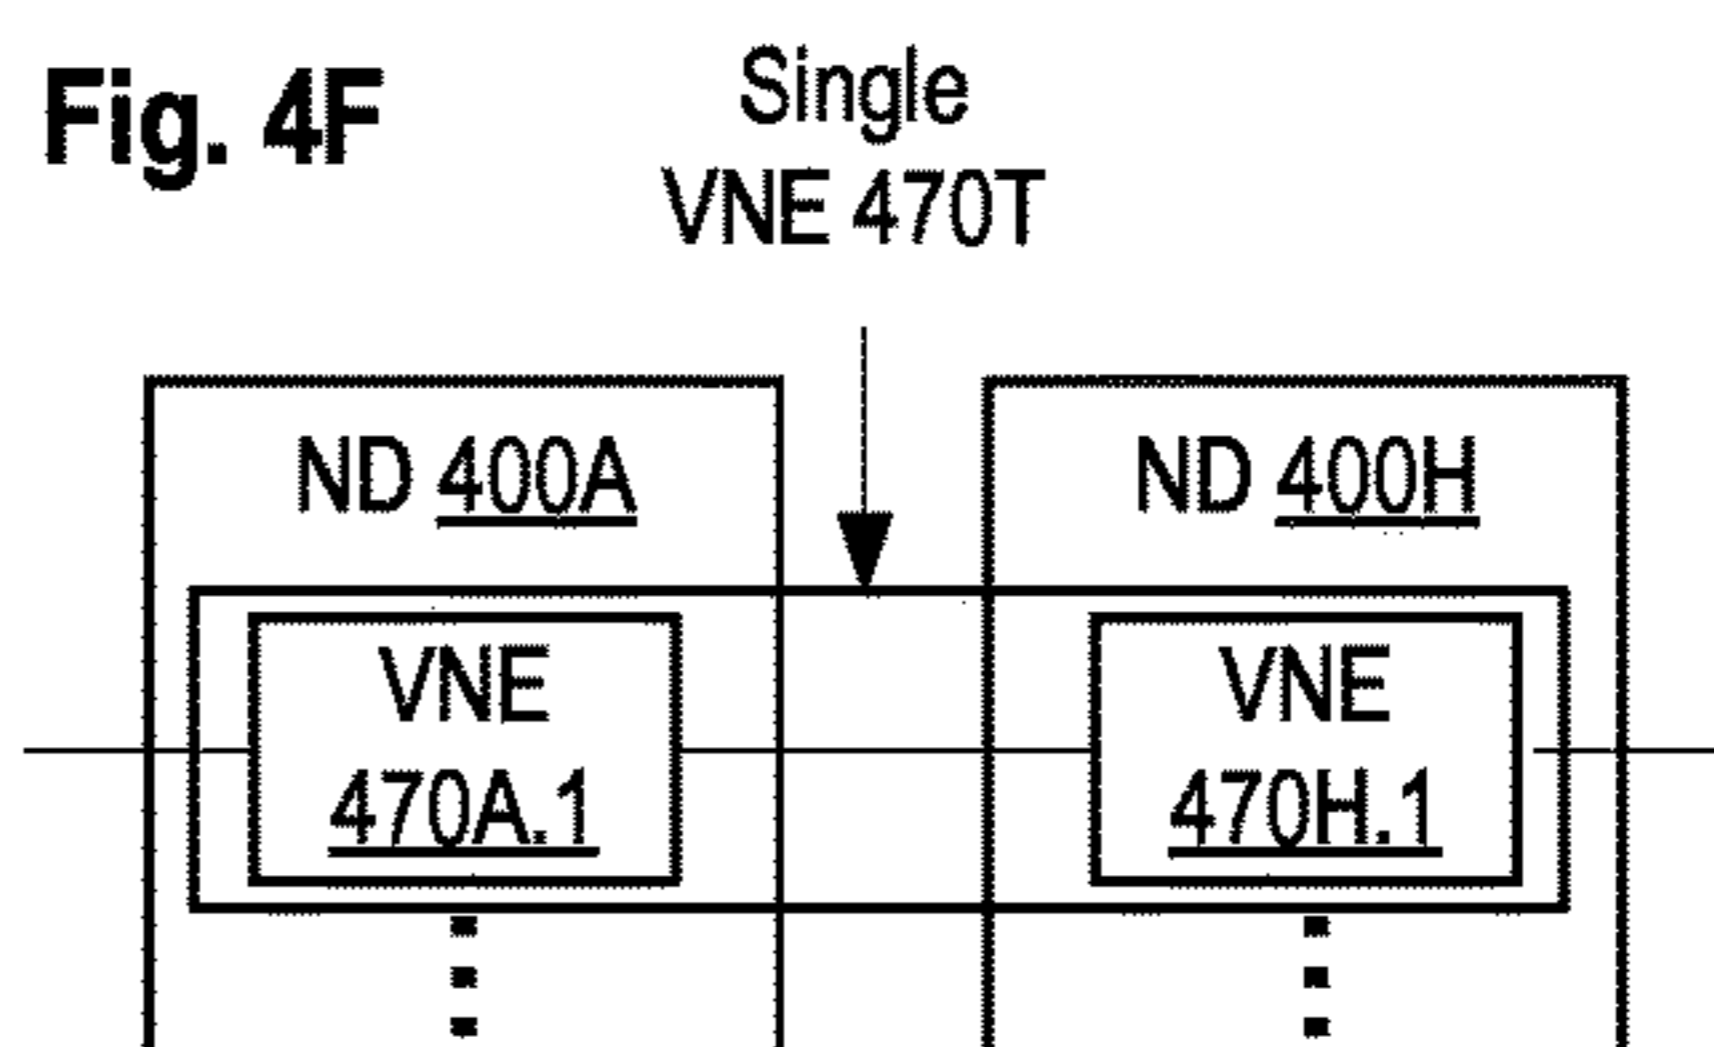 Fig. 4F
Single
VNE 470T
ND 400A
ND 400H
VNE
470A.1
VNE
470H.1